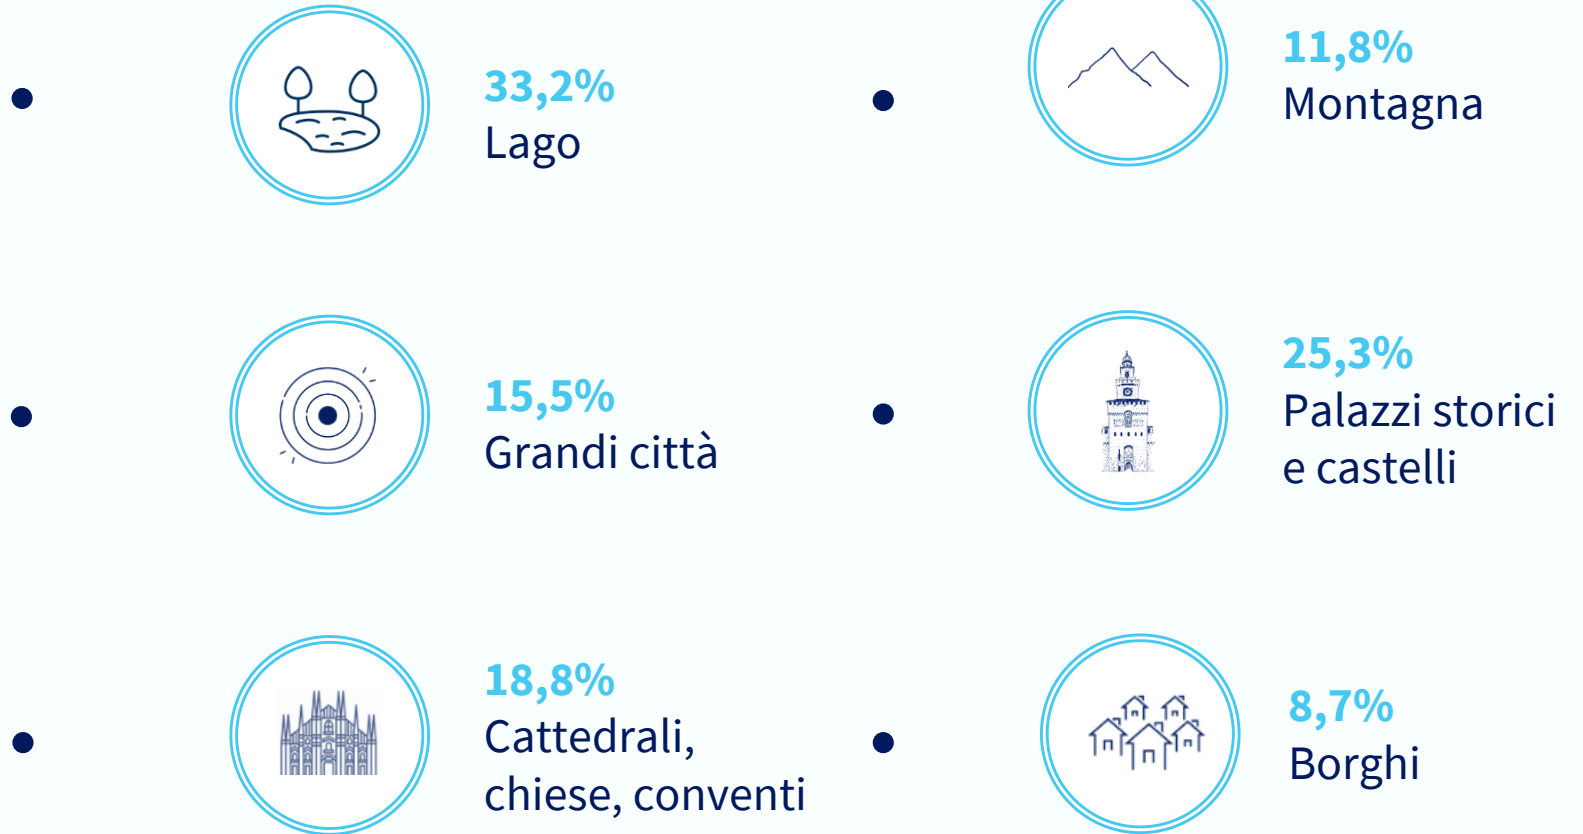 33,2%
Lago
11,8%
Montagna
15,5%
Grandi città
25,3%
Palazzi storici
e castelli
18,8%
Cattedrali,
chiese, conventi
8,7%
Borghi